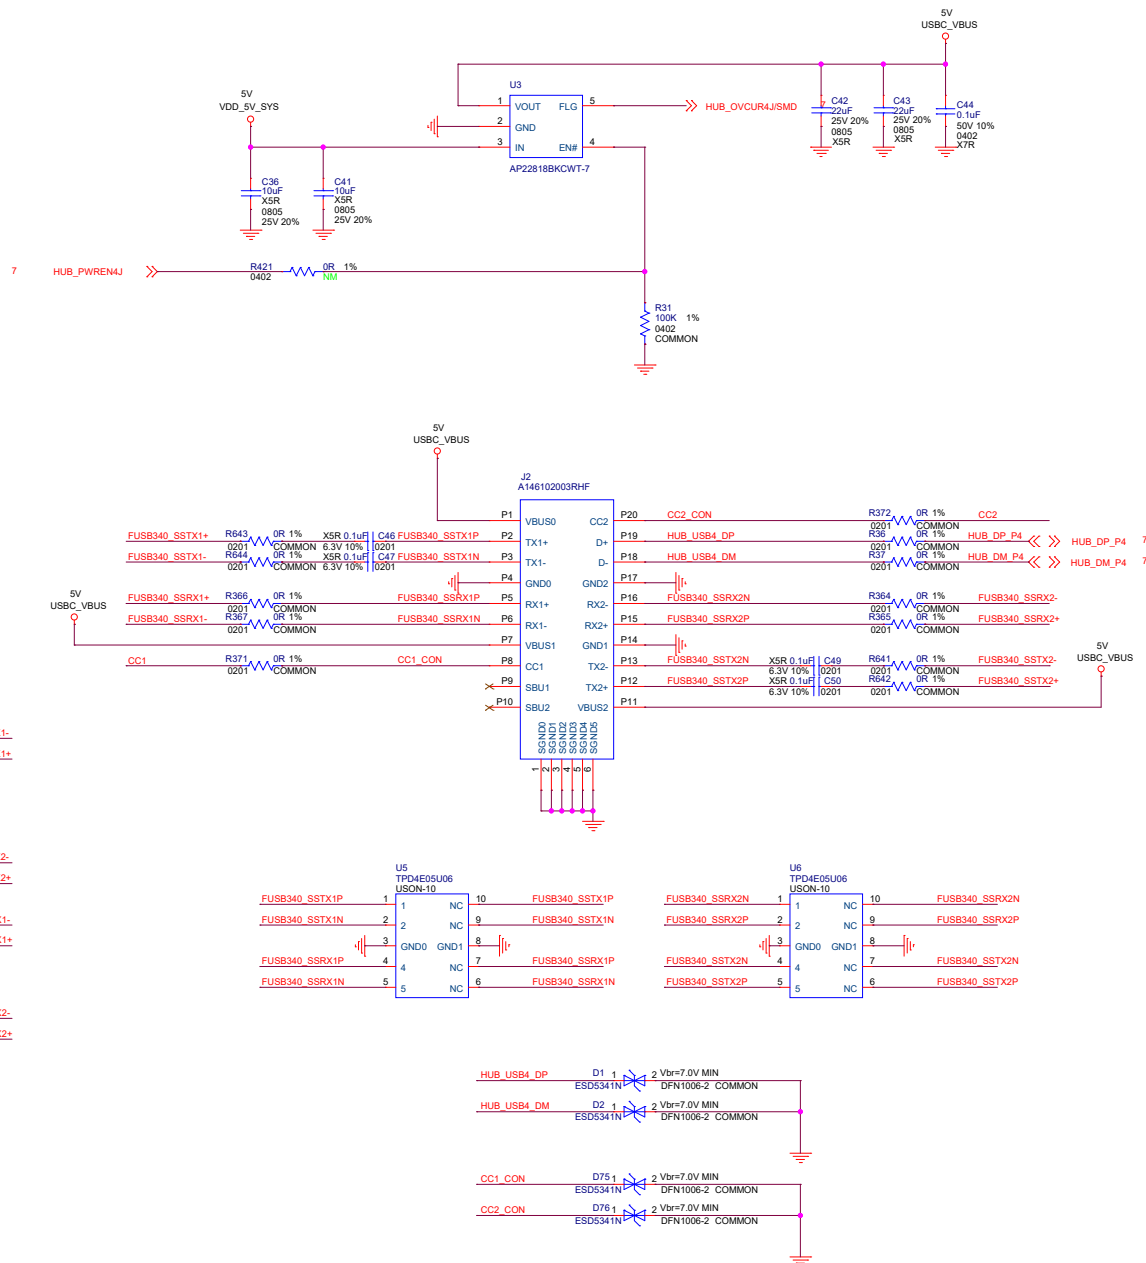 5V
USBC_VBUS
U3
5V
VDD_5V_SYS
1 VOUT FLG 5
HUB_OVCUR4J/SMD
2 GND
3 IN EN# 4
AP22818BKCWT-7
C42
22uF
25V 20%
0805
X5R
C43
22uF
25V 20%
0805
X5R
C44
0.1uF
50V 10%
0402
X7R
C36
10uF
X5R
0805
25V 20%
C41
10uF
X5R
0805
25V 20%
7 HUB_PWREN4J
R421 0R 1%
0402 NM
R31
100K 1%
0402
COMMON
5V
USBC_VBUS
J2
A146102003RHF
P1 VBUS0
P2 TX1+
P3 TX1-
P4 GND0
P5 RX1+
P6 RX1-
P7 VBUS1
P8 CC1
P9 SBU1
P10 SBU2
CC2 P20
D+ P19
D- P18
GND2 P17
RX2- P16
RX2+ P15
GND1 P14
TX2- P13
TX2+ P12
VBUS2 P11
SGND0
SGND1
SGND2
SGND3
SGND4
SGND5
1
2
3
4
5
6
FUSB340_SSTX1+ R643 0R 1% X5R 0.1uF C46 FUSB340_SSTX1P
0201 COMMON 6.3V 10% 0201
FUSB340_SSTX1- R644 0R 1% X5R 0.1uF C47 FUSB340_SSTX1N
0201 COMMON 6.3V 10% 0201
FUSB340_SSRX1+ R366 0R 1% FUSB340_SSRX1P
0201 COMMON
FUSB340_SSRX1- R367 0R 1% FUSB340_SSRX1N
0201 COMMON
5V
USBC_VBUS
CC1 R371 0R 1% CC1_CON
0201 COMMON
CC2_CON R372 0R 1% CC2
0201 COMMON
HUB_USB4_DP R36 0R 1% HUB_DP_P4 HUB_DP_P4 7
0201 COMMON
HUB_USB4_DM R37 0R 1% HUB_DM_P4 HUB_DM_P4 7
0201 COMMON
FUSB340_SSRX2N R364 0R 1% FUSB340_SSRX2-
0201 COMMON
FUSB340_SSRX2P R365 0R 1% FUSB340_SSRX2+
0201 COMMON
FUSB340_SSTX2N X5R 0.1uF C49 R641 0R 1% FUSB340_SSTX2-
6.3V 10% 0201 0201 COMMON
FUSB340_SSTX2P X5R 0.1uF C50 R642 0R 1% FUSB340_SSTX2+
6.3V 10% 0201 0201 COMMON
5V
USBC_VBUS
U5
TPD4E05U06
USON-10
FUSB340_SSTX1P 1 1 NC 10 FUSB340_SSTX1P
FUSB340_SSTX1N 2 2 NC 9 FUSB340_SSTX1N
3 GND0 GND1 8
FUSB340_SSRX1P 4 4 NC 7 FUSB340_SSRX1P
FUSB340_SSRX1N 5 5 NC 6 FUSB340_SSRX1N
U6
TPD4E05U06
USON-10
FUSB340_SSRX2N 1 1 NC 10 FUSB340_SSRX2N
FUSB340_SSRX2P 2 2 NC 9 FUSB340_SSRX2P
3 GND0 GND1 8
FUSB340_SSTX2N 4 4 NC 7 FUSB340_SSTX2N
FUSB340_SSTX2P 5 5 NC 6 FUSB340_SSTX2P
HUB_USB4_DP D1 1 2 Vbr=7.0V MIN
ESD5341N DFN1006-2 COMMON
HUB_USB4_DM D2 1 2 Vbr=7.0V MIN
ESD5341N DFN1006-2 COMMON
CC1_CON D75 1 2 Vbr=7.0V MIN
ESD5341N DFN1006-2 COMMON
CC2_CON D76 1 2 Vbr=7.0V MIN
ESD5341N DFN1006-2 COMMON